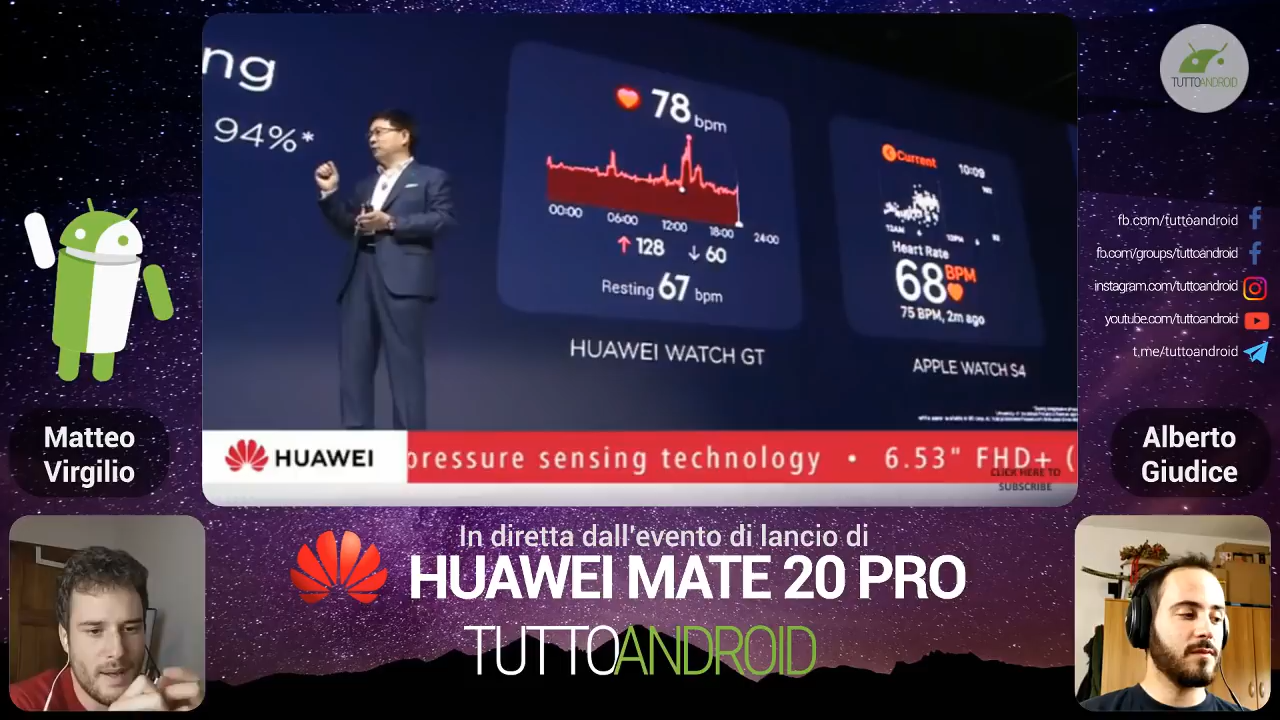 ng
94%*
78 bpm
00:00 06:00 12:00 18:00 24:00
128 60
Resting 67 bpm
HUAWEI WATCH GT
Current
10:09
Heart Rate
68 BPM
75 BPM, 2m ago
APPLE WATCH S4
TUTTOANDROID
fb.com/tuttoandroid
fb.com/groups/tuttoandroid
instagram.com/tuttoandroid
youtube.com/tuttoandroid
t.me/tuttoandroid
HUAWEI
pressure sensing technology • 6.53" FHD+ (
CLICK HERE TO
SUBSCRIBE
Matteo
Virgilio
Alberto
Giudice
In diretta dall'evento di lancio di
HUAWEI MATE 20 PRO
TUTTOANDROID